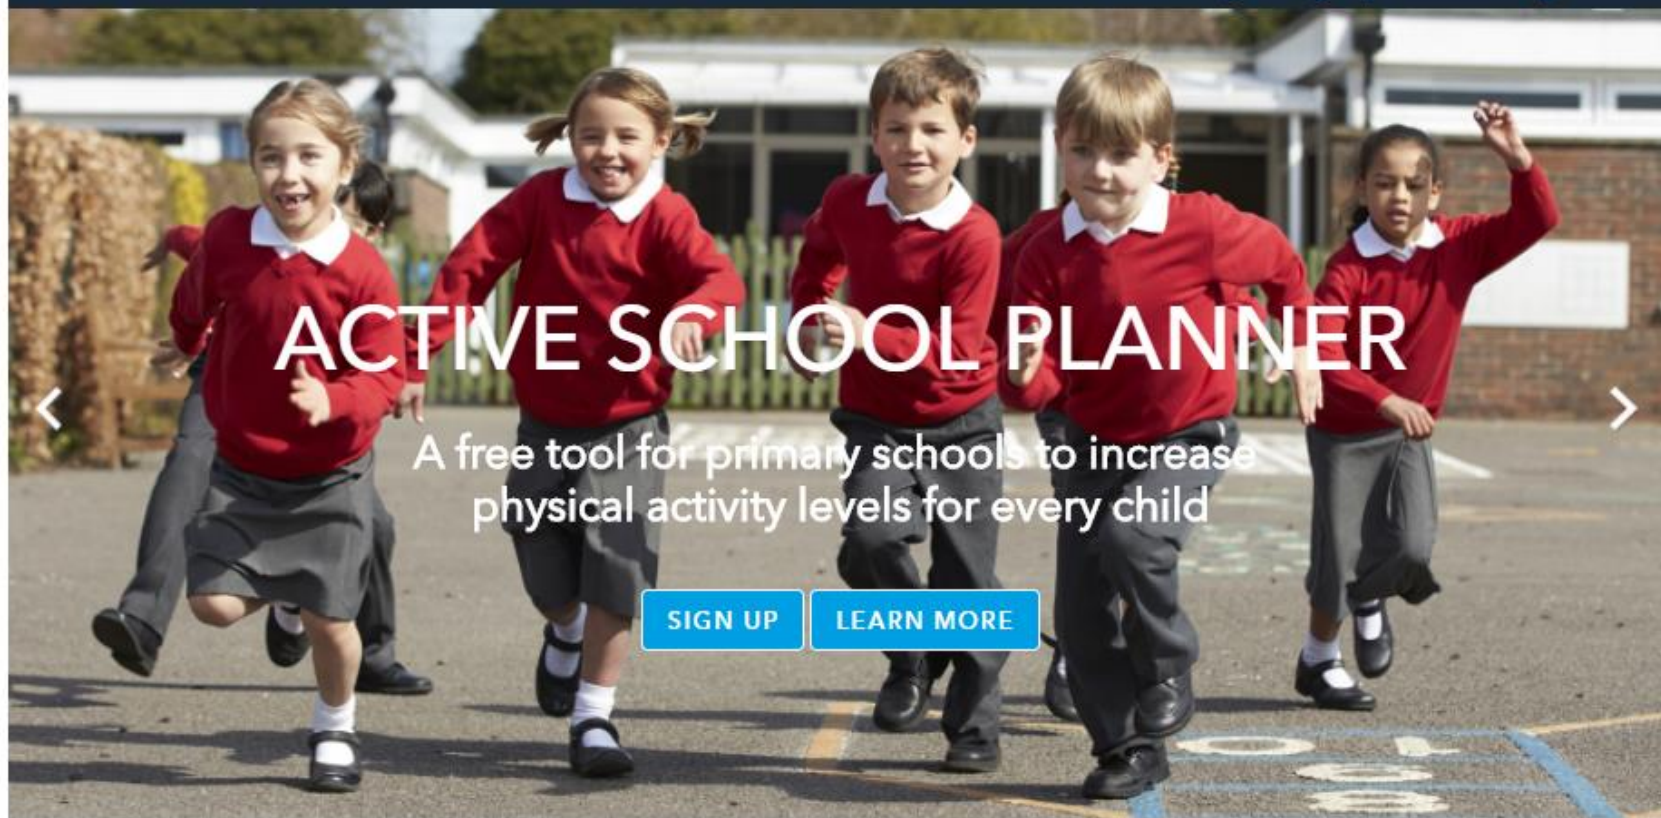 ACTIVE SCHOOL PLANNER
A free tool for primary schools to increase
physical activity levels for every child
SIGN UP
LEARN MORE